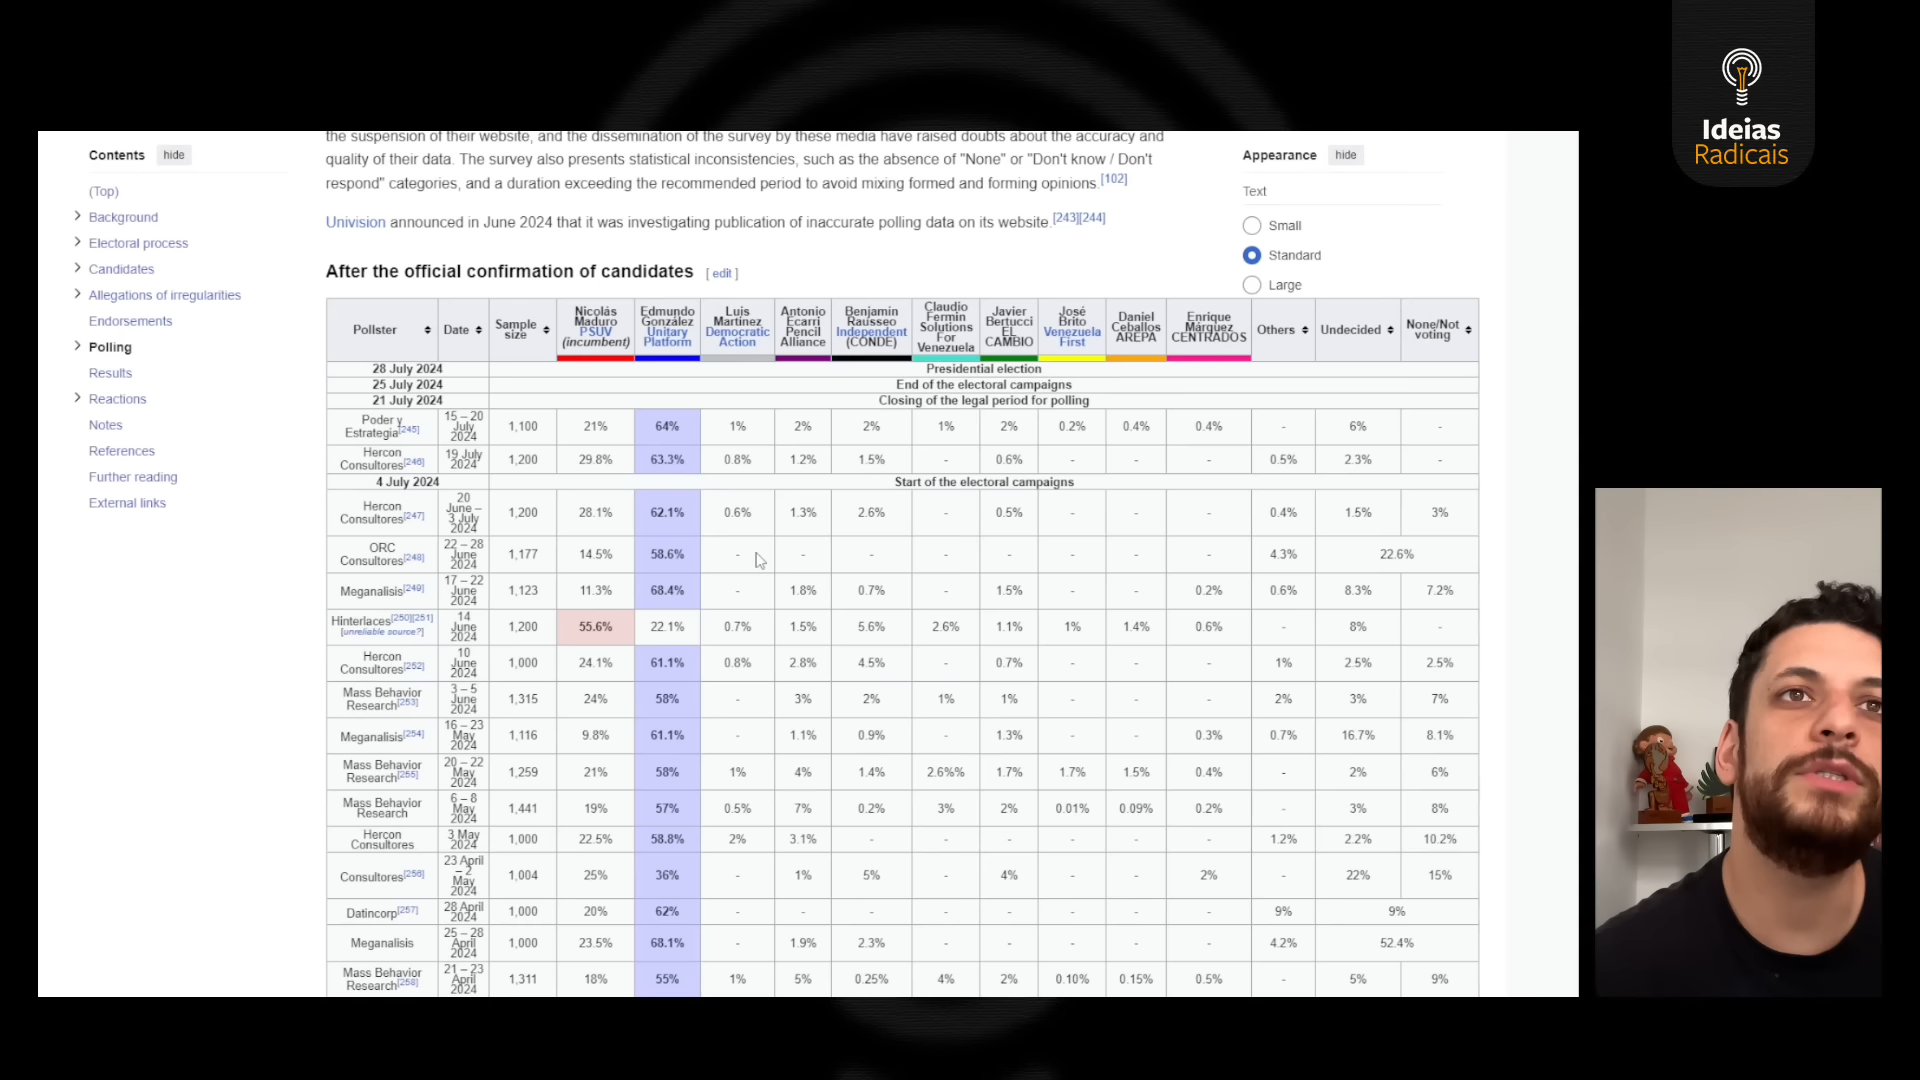 Ideias
Radicais
Contents hide
(Top)
Background
Electoral process
Candidates
Allegations of irregularities
Endorsements
Polling
Results
Reactions
Notes
References
Further reading
External links
the suspension of their website, and the dissemination of the survey by these media have raised doubts about the accuracy and
quality of their data. The survey also presents statistical inconsistencies, such as the absence of "None" or "Don't know / Don't
respond" categories, and a duration exceeding the recommended period to avoid mixing formed and forming opinions.[102]
Univision announced in June 2024 that it was investigating publication of inaccurate polling data on its website.[243][244]
Appearance hide
Text
Small
Standard
Large
After the official confirmation of candidates [ edit ]
Pollster Date Sample size Nicolás Maduro PSUV (incumbent) Edmundo González Unitary Platform Luis Martínez Democratic Action Antonio Ecarri Pencil Alliance Benjamín Rausseo Independent (CONDE) Claudio Fermín Solutions For Venezuela Javier Bertucci EL CAMBIO José Brito Venezuela First Daniel Ceballos AREPA Enrique Márquez CENTRADOS Others Undecided None/Not voting
28 July 2024 Presidential election
25 July 2024 End of the electoral campaigns
21 July 2024 Closing of the legal period for polling
Poder y Estrategia[245] 15 – 20 July 2024 1,100 21% 64% 1% 2% 2% 1% 2% 0.2% 0.4% 0.4% - 6% -
Hercon Consultores[246] 19 July 2024 1,200 29.8% 63.3% 0.8% 1.2% 1.5% - 0.6% - - - 0.5% 2.3% -
4 July 2024 Start of the electoral campaigns
Hercon Consultores[247] 20 June – 3 July 2024 1,200 28.1% 62.1% 0.6% 1.3% 2.6% - 0.5% - - - 0.4% 1.5% 3%
ORC Consultores[248] 22 – 28 June 2024 1,177 14.5% 58.6% - - - - - - - - 4.3% 22.6%
Meganalisis[249] 17 – 22 June 2024 1,123 11.3% 68.4% - 1.8% 0.7% - 1.5% - - 0.2% 0.6% 8.3% 7.2%
Hinterlaces[250][251] [unreliable source?] 14 June 2024 1,200 55.6% 22.1% 0.7% 1.5% 5.6% 2.6% 1.1% 1% 1.4% 0.6% - 8% -
Hercon Consultores[252] 10 June 2024 1,000 24.1% 61.1% 0.8% 2.8% 4.5% - 0.7% - - - 1% 2.5% 2.5%
Mass Behavior Research[253] 3 – 5 June 2024 1,315 24% 58% - 3% 2% 1% 1% - - - 2% 3% 7%
Meganalisis[254] 16 – 23 May 2024 1,116 9.8% 61.1% - 1.1% 0.9% - 1.3% - - 0.3% 0.7% 16.7% 8.1%
Mass Behavior Research[255] 20 – 22 May 2024 1,259 21% 58% 1% 4% 1.4% 2.6%% 1.7% 1.7% 1.5% 0.4% - 2% 6%
Mass Behavior Research 6 – 8 May 2024 1,441 19% 57% 0.5% 7% 0.2% 3% 2% 0.01% 0.09% 0.2% - 3% 8%
Hercon Consultores 3 May 2024 1,000 22.5% 58.8% 2% 3.1% - - - - - - 1.2% 2.2% 10.2%
Consultores[256] 23 April – 2 May 2024 1,004 25% 36% - 1% 5% - 4% - - 2% - 22% 15%
Datincorp[257] 28 April 2024 1,000 20% 62% - - - - - - - - 9% 9%
Meganalisis 25 – 28 April 2024 1,000 23.5% 68.1% - 1.9% 2.3% - - - - - 4.2% 52.4%
Mass Behavior Research[258] 21 – 23 April 2024 1,311 18% 55% 1% 5% 0.25% 4% 2% 0.10% 0.15% 0.5% - 5% 9%